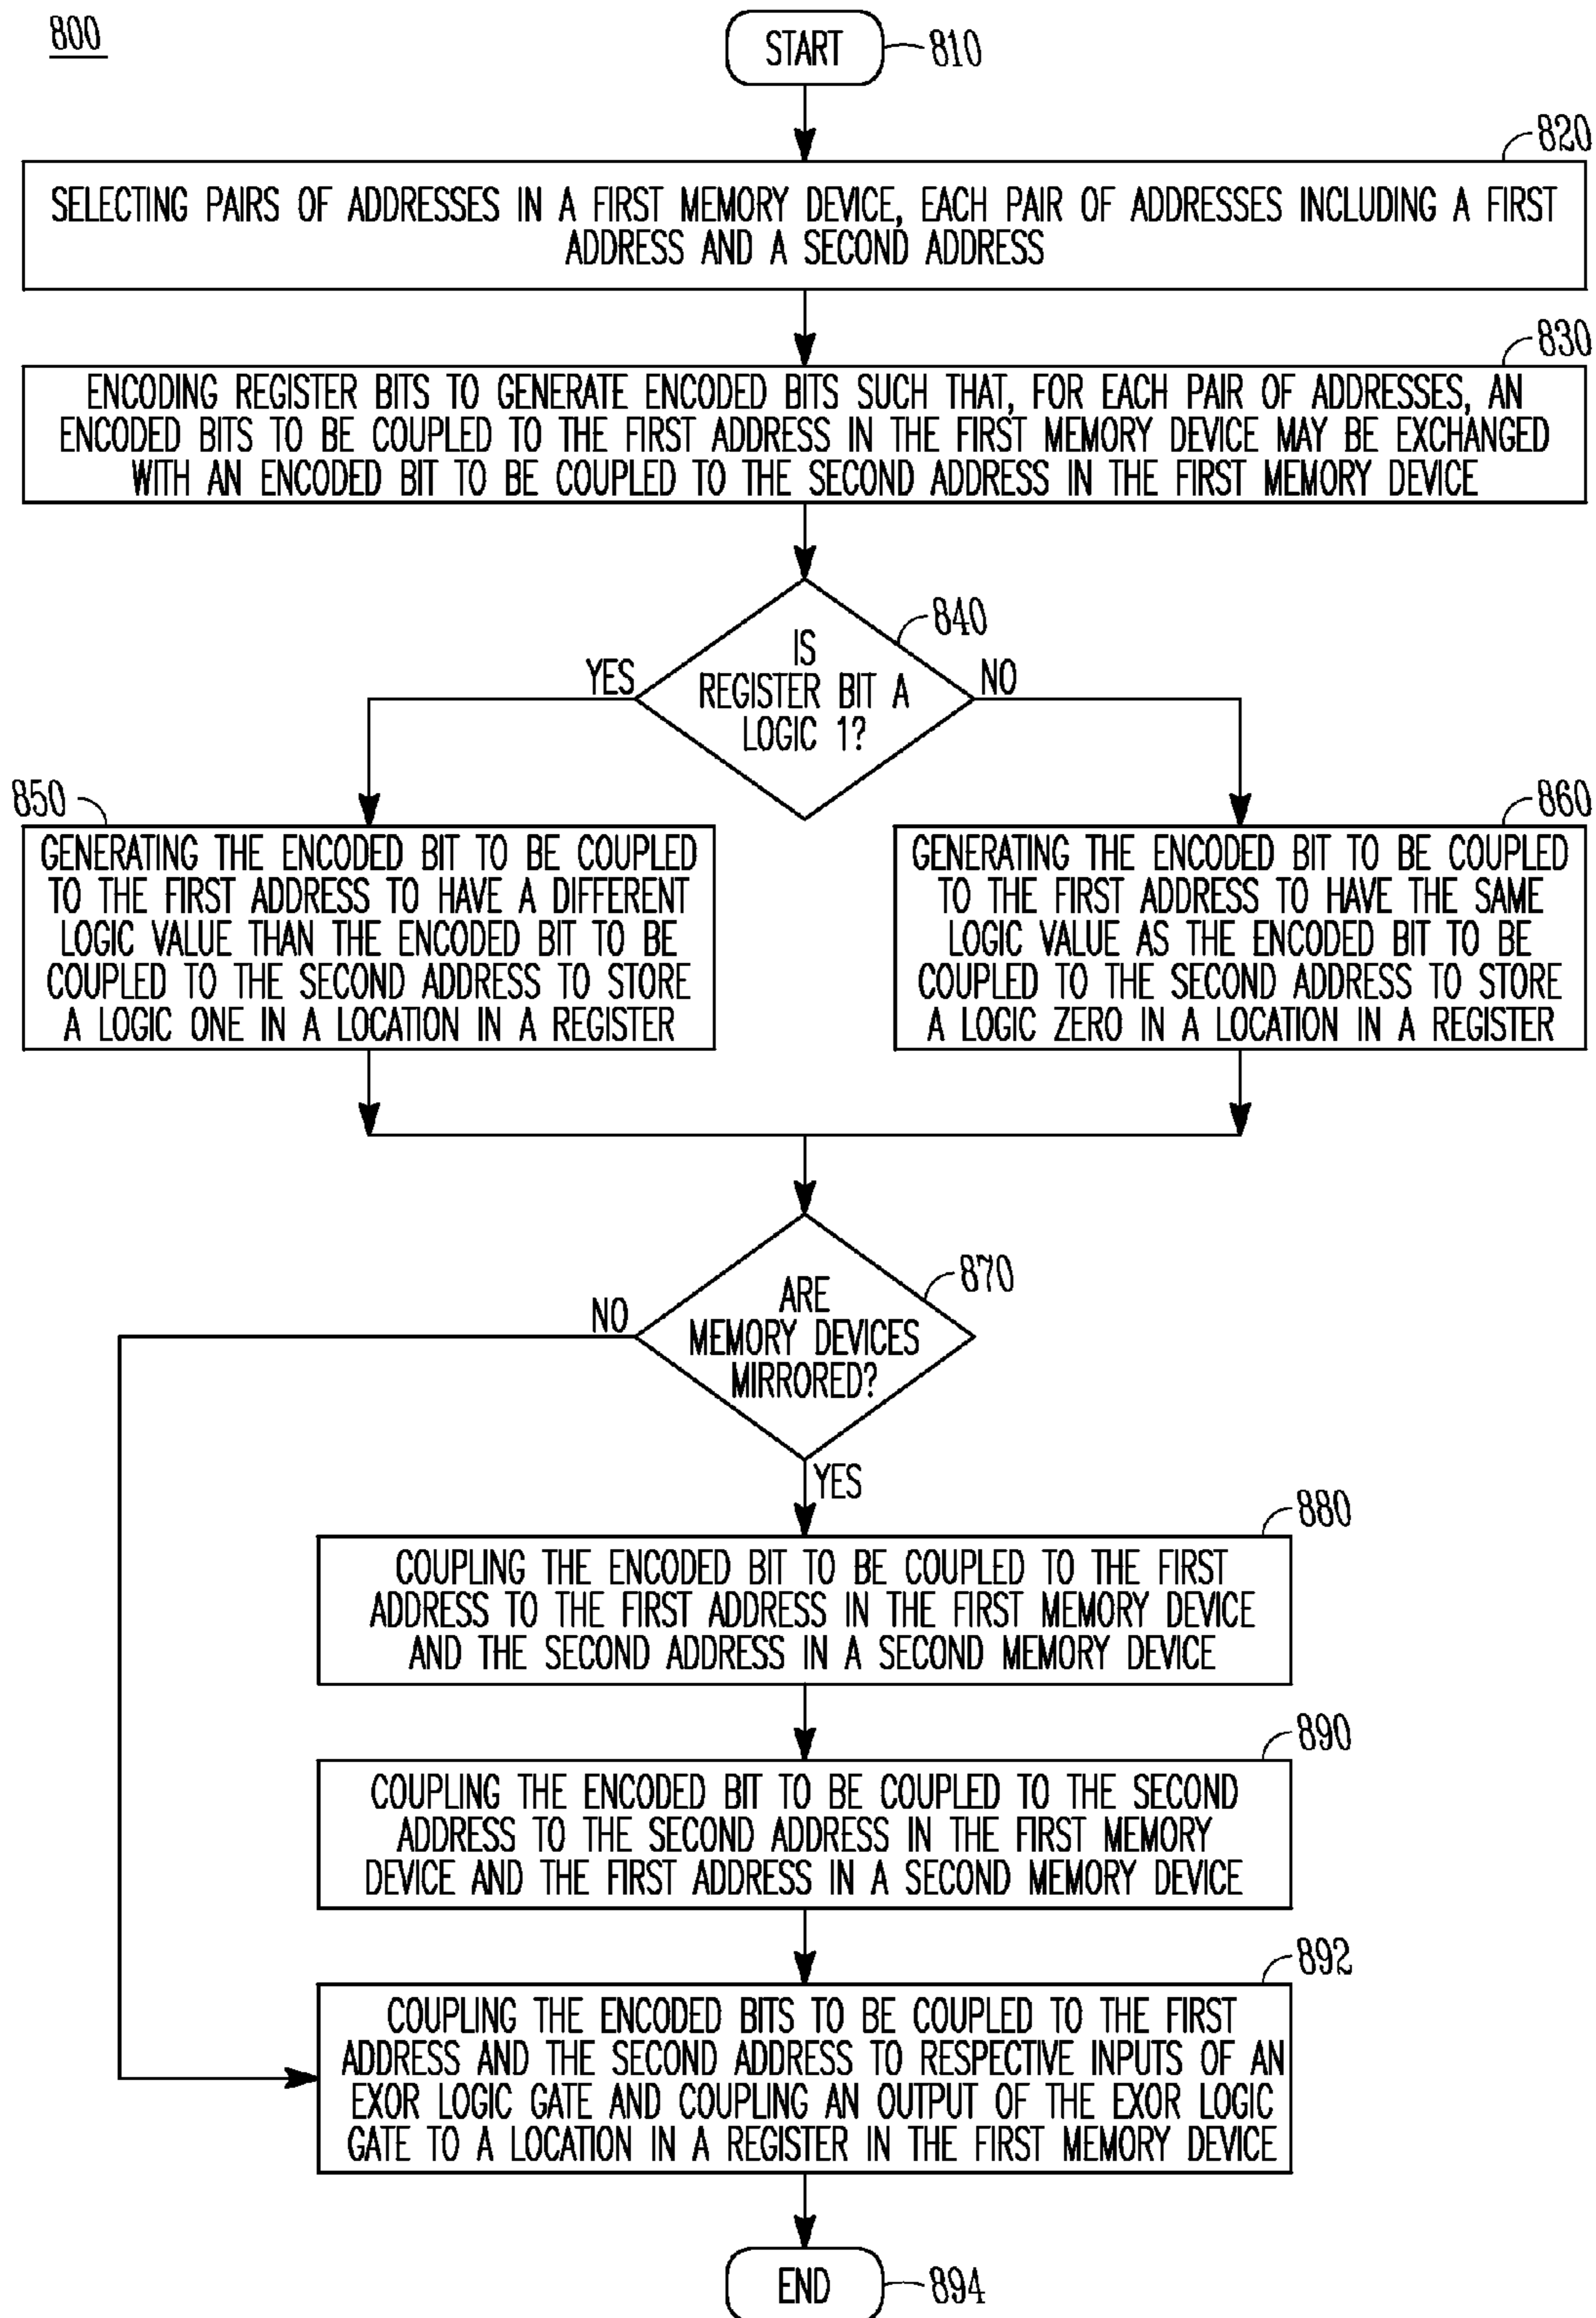 800
START
810
820
SELECTING PAIRS OF ADDRESSES IN A FIRST MEMORY DEVICE, EACH PAIR OF ADDRESSES INCLUDING A FIRST
ADDRESS AND A SECOND ADDRESS
830
ENCODING REGISTER BITS TO GENERATE ENCODED BITS SUCH THAT, FOR EACH PAIR OF ADDRESSES, AN
ENCODED BITS TO BE COUPLED TO THE FIRST ADDRESS IN THE FIRST MEMORY DEVICE MAY BE EXCHANGED
WITH AN ENCODED BIT TO BE COUPLED TO THE SECOND ADDRESS IN THE FIRST MEMORY DEVICE
840
IS
REGISTER BIT A
LOGIC 1?
YES
NO
850
GENERATING THE ENCODED BIT TO BE COUPLED
TO THE FIRST ADDRESS TO HAVE A DIFFERENT
LOGIC VALUE THAN THE ENCODED BIT TO BE
COUPLED TO THE SECOND ADDRESS TO STORE
A LOGIC ONE IN A LOCATION IN A REGISTER
860
GENERATING THE ENCODED BIT TO BE COUPLED
TO THE FIRST ADDRESS TO HAVE THE SAME
LOGIC VALUE AS THE ENCODED BIT TO BE
COUPLED TO THE SECOND ADDRESS TO STORE
A LOGIC ZERO IN A LOCATION IN A REGISTER
870
ARE
MEMORY DEVICES
MIRRORED?
NO
YES
880
COUPLING THE ENCODED BIT TO BE COUPLED TO THE FIRST
ADDRESS TO THE FIRST ADDRESS IN THE FIRST MEMORY DEVICE
AND THE SECOND ADDRESS IN A SECOND MEMORY DEVICE
890
COUPLING THE ENCODED BIT TO BE COUPLED TO THE SECOND
ADDRESS TO THE SECOND ADDRESS IN THE FIRST MEMORY
DEVICE AND THE FIRST ADDRESS IN A SECOND MEMORY DEVICE
892
COUPLING THE ENCODED BITS TO BE COUPLED TO THE FIRST
ADDRESS AND THE SECOND ADDRESS TO RESPECTIVE INPUTS OF AN
EXOR LOGIC GATE AND COUPLING AN OUTPUT OF THE EXOR LOGIC
GATE TO A LOCATION IN A REGISTER IN THE FIRST MEMORY DEVICE
END
894